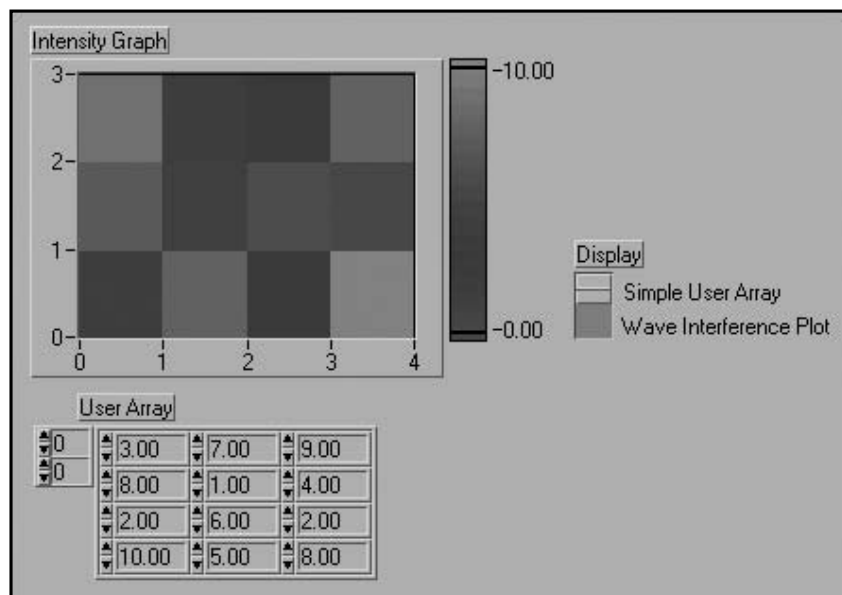 Intensity Graph
3
2
1
0
0 1 2 3 4
10.00
0.00
Display
Simple User Array
Wave Interference Plot
User Array
0
0
3.00 7.00 9.00
8.00 1.00 4.00
2.00 6.00 2.00
10.00 5.00 8.00